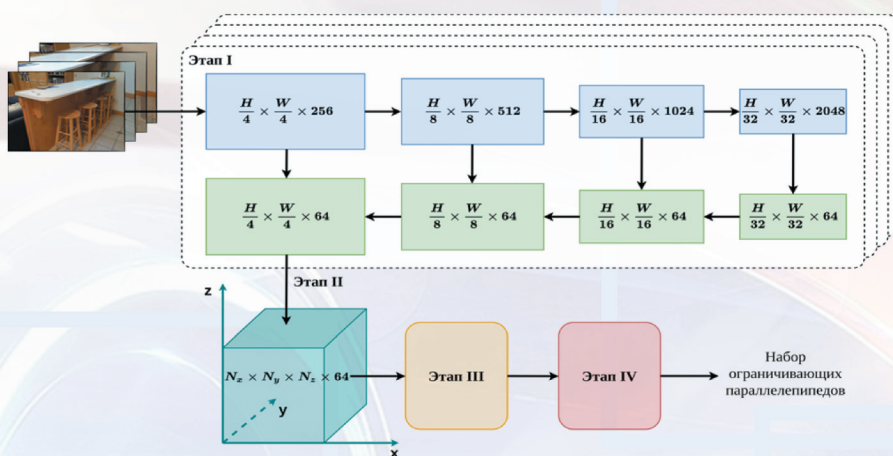 Этап I
H/4 × W/4 × 256
H/8 × W/8 × 512
H/16 × W/16 × 1024
H/32 × W/32 × 2048
H/4 × W/4 × 64
H/8 × W/8 × 64
H/16 × W/16 × 64
H/32 × W/32 × 64
Этап II
z
N_x × N_y × N_z × 64
y
x
Этап III
Этап IV
Набор
ограничивающих
параллелепипедов